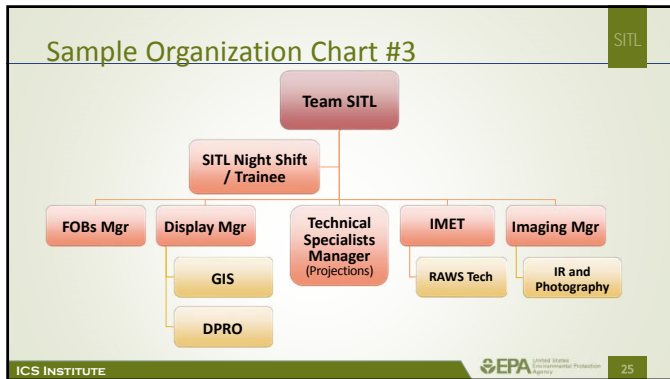 Sample Organization Chart #3
SITL
Team SITL
SITL Night Shift
/ Trainee
FOBs Mgr
Display Mgr
Technical
Specialists
Manager
(Projections)
IMET
Imaging Mgr
GIS
RAWS Tech
IR and
Photography
DPRO
ICS INSTITUTE
EPA
United States
Environmental Protection
Agency
25